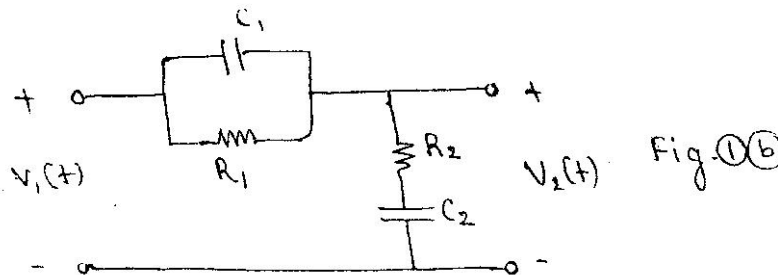 C₁
+ +
R₁ R₂
V₁(t) V₂(t) Fig. ① ⓑ
C₂
- -